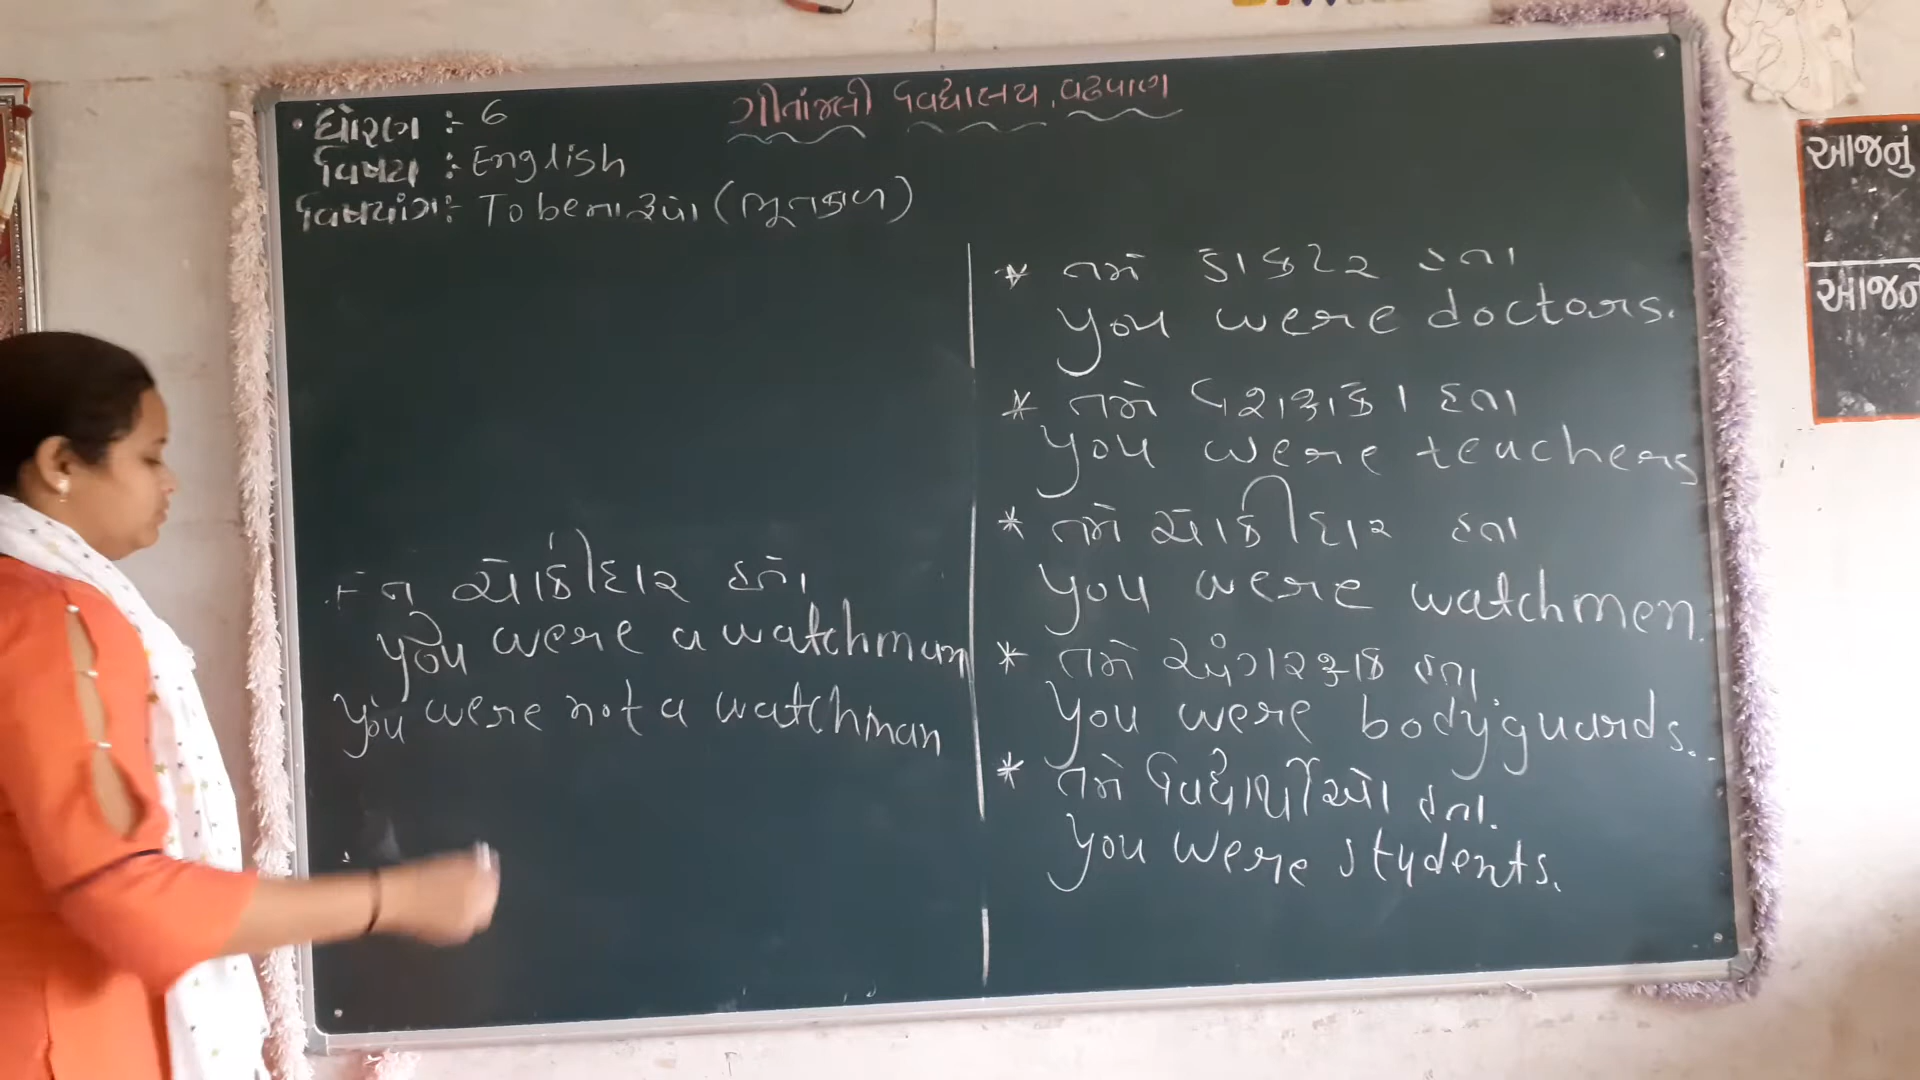 ગીતાંજલી વિદ્યાલય, વઢવાણ
ધોરણ :- 6
વિષય :- English
વિષયાંગ :- To be ના રૂપો (ભૂતકાળ)
તું ચોકીદાર હતો.
you were a watchman
you were not a watchman
* તમે ડાકટર હતા
you were doctors.
* તમે શિક્ષકો હતા
you were teachers
* તમે ચોકીદાર હતા
you were watchmen.
* તમે અંગરક્ષક હતા.
you were bodyguards.
* તમે વિદ્યાર્થીઓ હતા.
you were students.
આજનું
આજનો